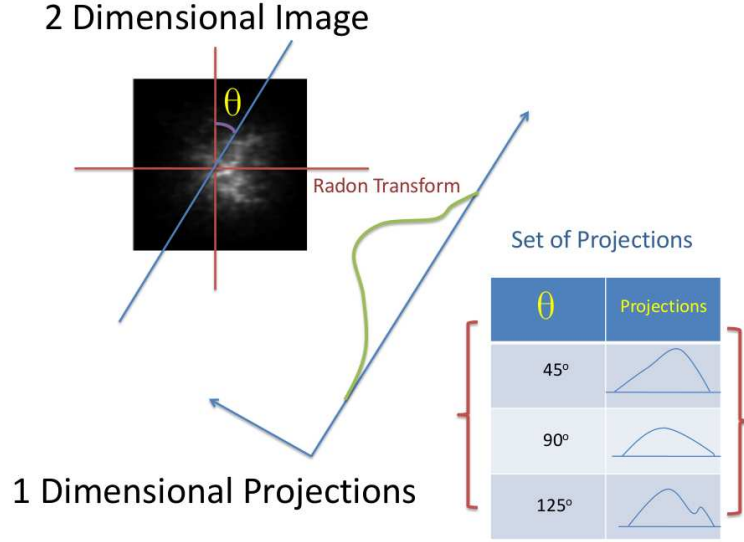 2 Dimensional Image
θ
Radon Transform
Set of Projections
θ Projections
45°
90°
125°
1 Dimensional Projections